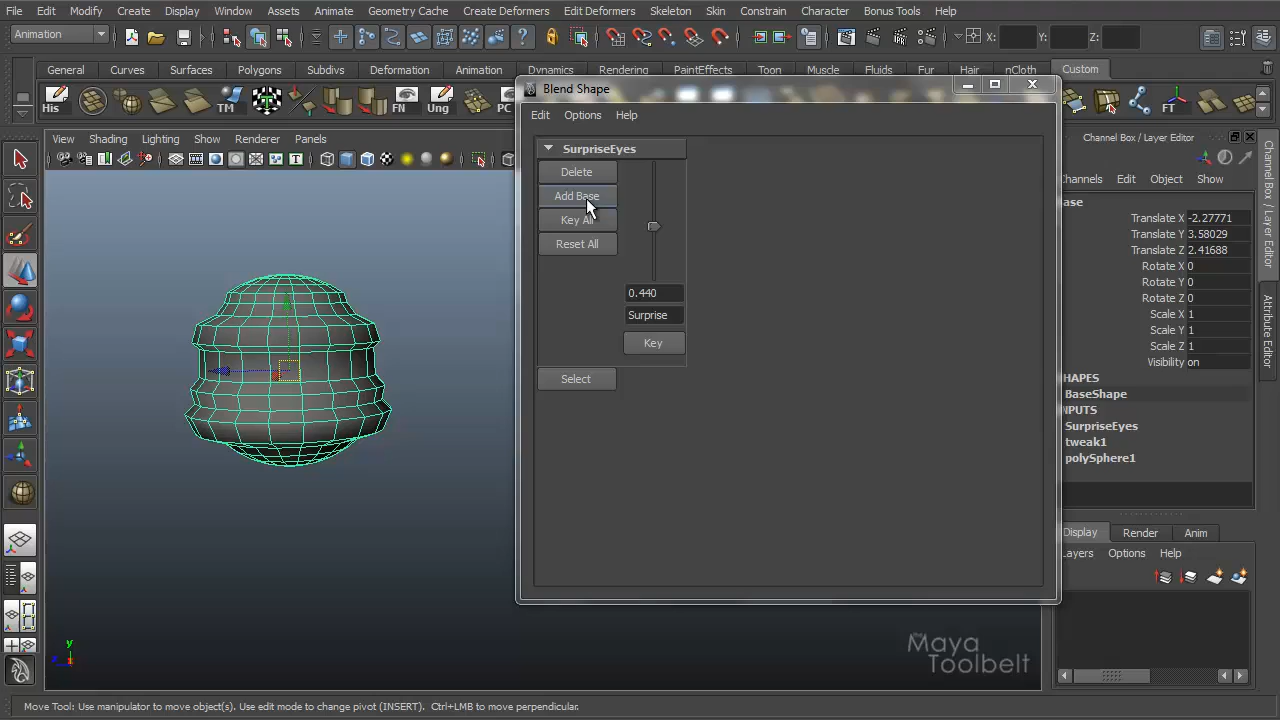 File Edit Modify Create Display Window Assets Animate Geometry Cache Create Deformers Edit Deformers Skeleton Skin Constrain Character Bonus Tools Help
Animation X: Y: Z:
General Curves Surfaces Polygons Subdivs Deformation Animation Dynamics Rendering PaintEffects Toon Muscle Fluids Fur Hair nCloth Custom
Blend Shape
His TM FN Ung PC FT
Edit Options Help
View Shading Lighting Show Renderer Panels
Channel Box / Layer Editor
SurpriseEyes
Delete
Add Base
Key All
Reset All
0.440
Surprise
Key
Select
hannels Edit Object Show
ase
Translate X -2.27771
Translate Y 3.58029
Translate Z 2.41688
Rotate X 0
Rotate Y 0
Rotate Z 0
Scale X 1
Scale Y 1
Scale Z 1
Visibility on
HAPES
BaseShape
NPUTS
SurpriseEyes
tweak1
polySphere1
Display Render Anim
ayers Options Help
Channel Box / Layer Editor
Attribute Editor
y
the Maya
Toolbelt
Move Tool: Use manipulator to move object(s). Use edit mode to change pivot (INSERT). Ctrl+LMB to move perpendicular.